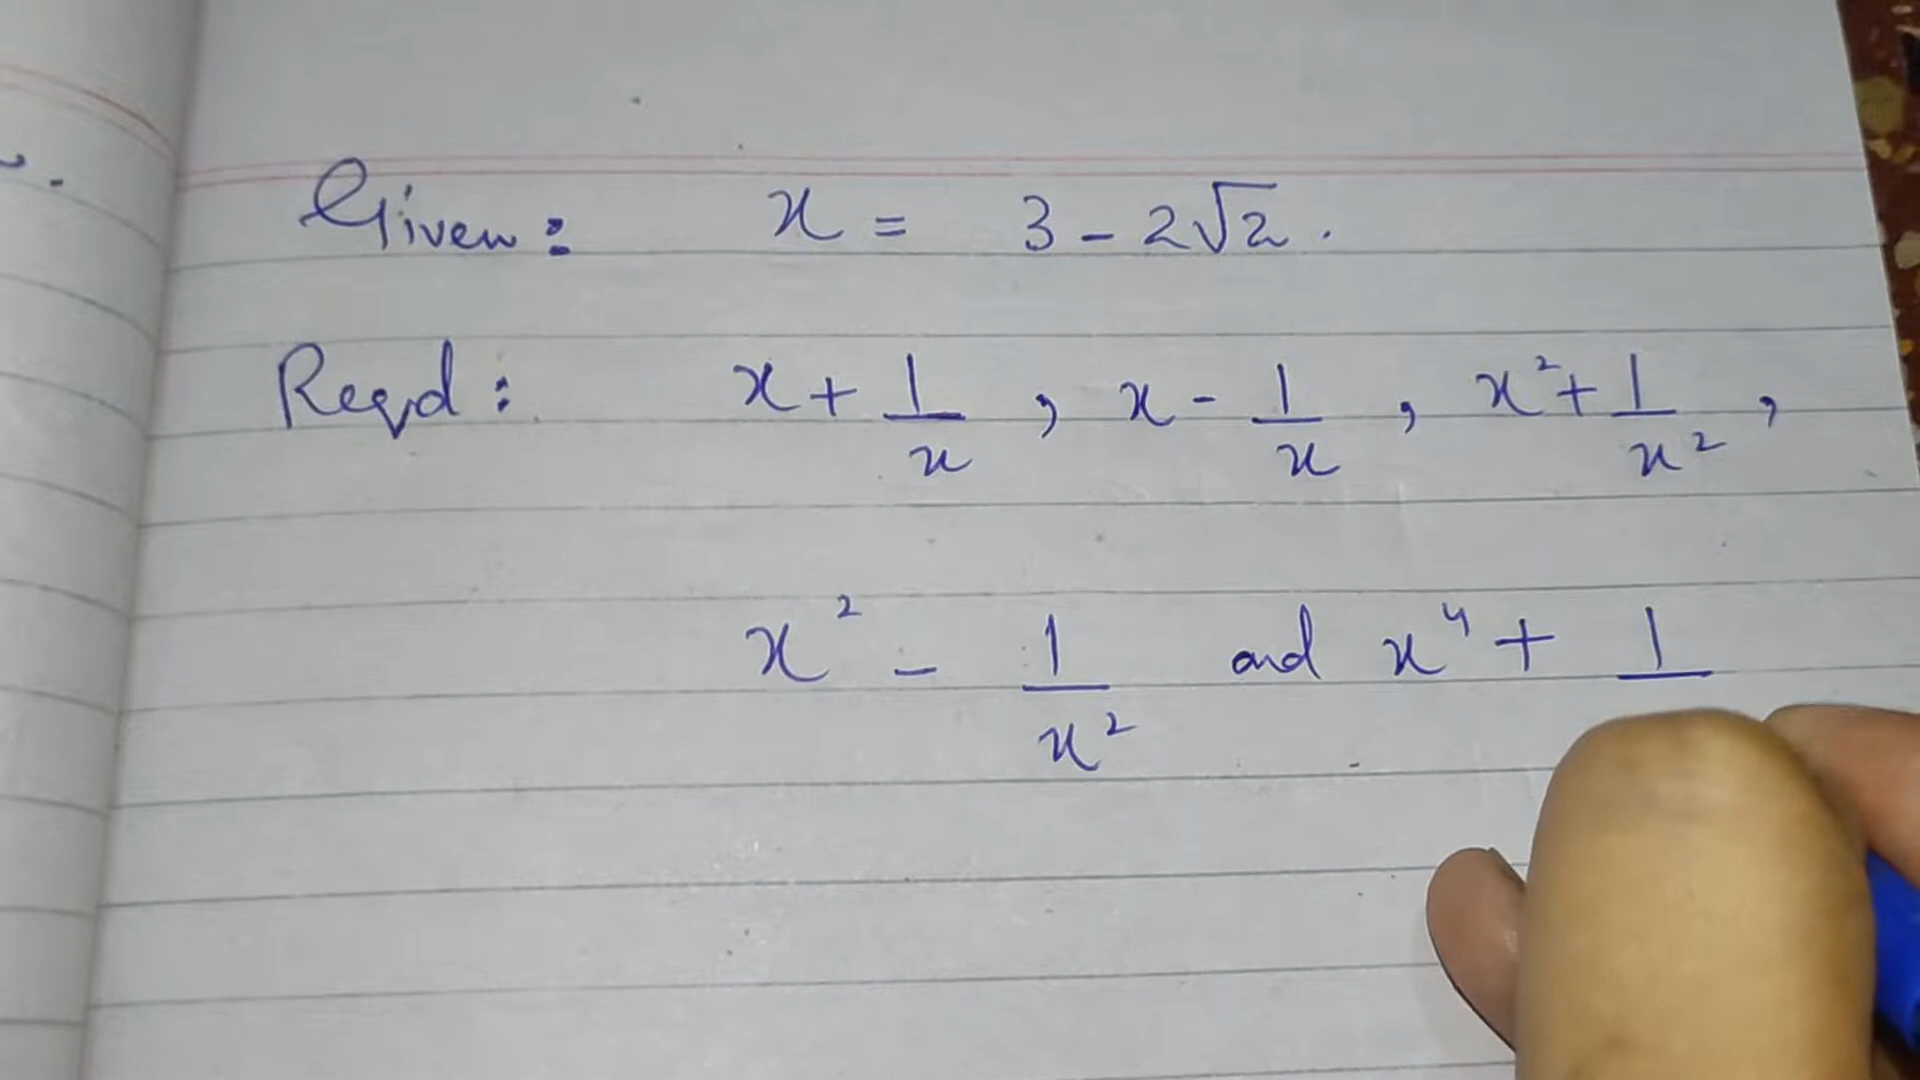 Given: x = 3 - 2√2.
Reqd: x + 1/x , x - 1/x , x² + 1/x² ,
x² - 1/x² and x⁴ + 1